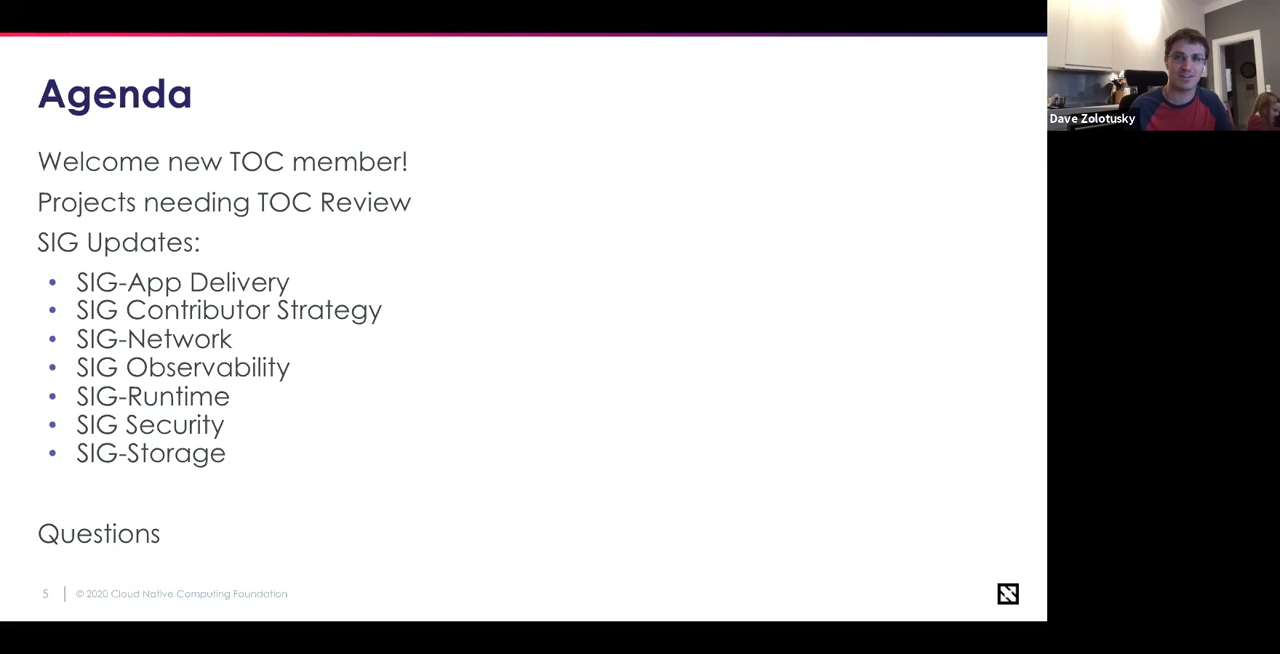 Agenda
Welcome new TOC member!
Projects needing TOC Review
SIG Updates:
• SIG-App Delivery
• SIG Contributor Strategy
• SIG-Network
• SIG Observability
• SIG-Runtime
• SIG Security
• SIG-Storage
Questions
5 © 2020 Cloud Native Computing Foundation
Dave Zolotusky